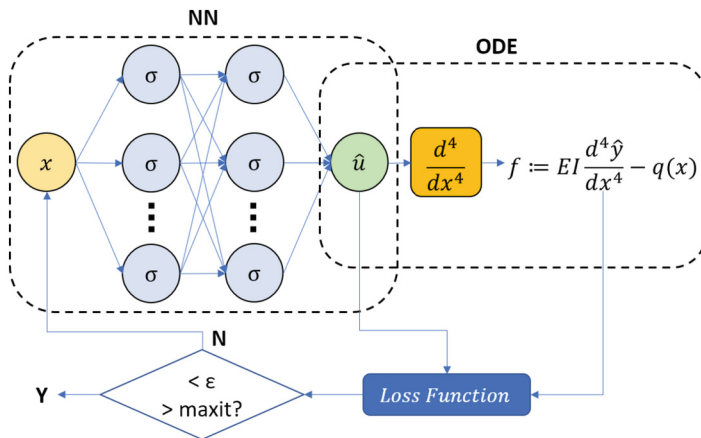 NN
ODE
σ
σ
x
σ
σ
û
d⁴/dx⁴
f ≔ EI d⁴ŷ/dx⁴ − q(x)
σ
σ
N
Y
< ε
> maxit?
Loss Function